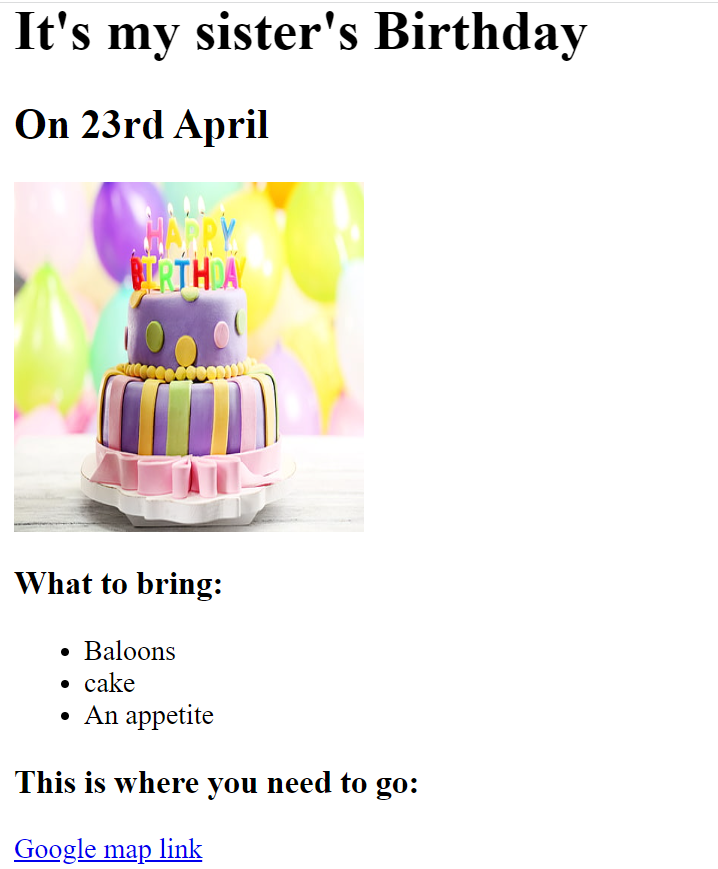 It's my sister's Birthday
On 23rd April
HAPPY
BIRTHDAY
What to bring:
Baloons
cake
An appetite
This is where you need to go:
Google map link